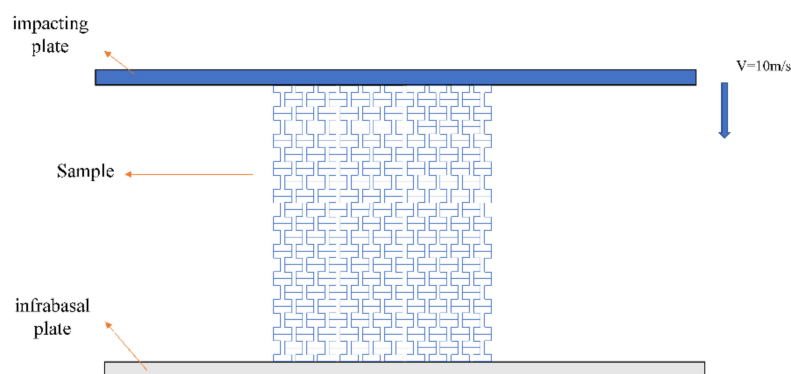 impacting
plate
V=10m/s
Sample
infrabasal
plate